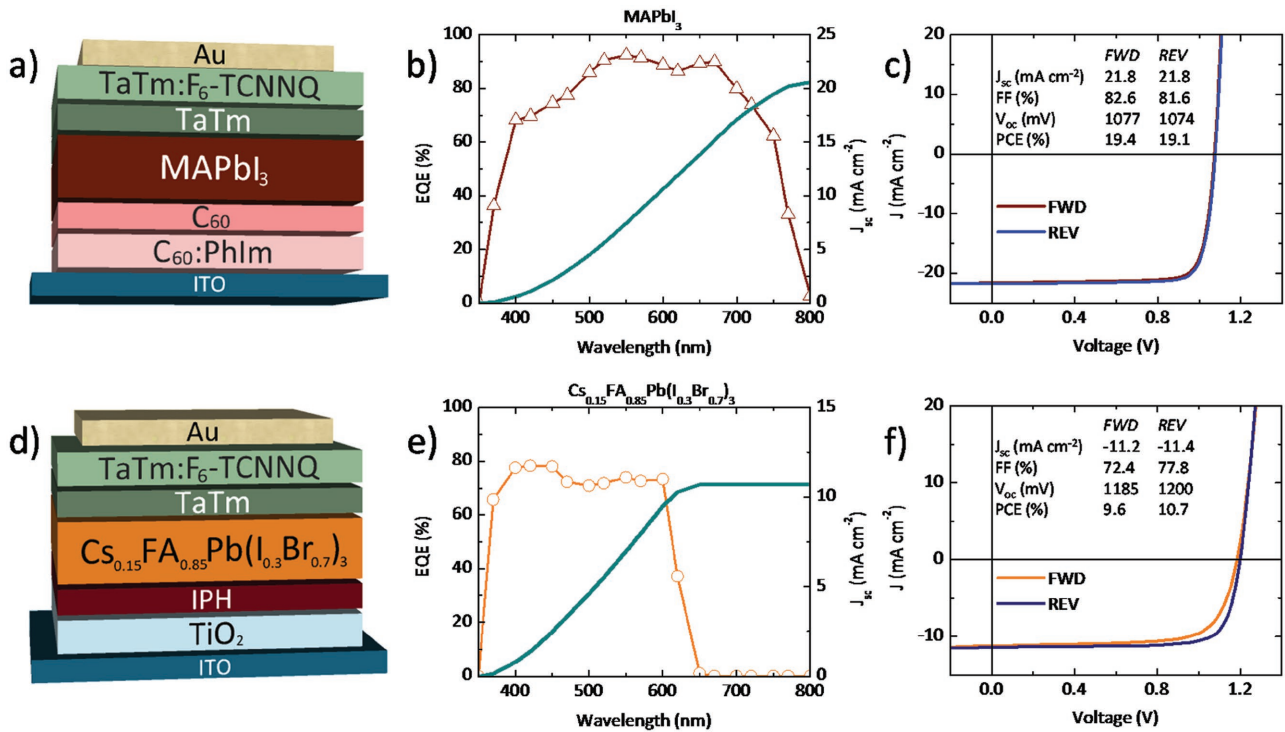 a)
Au
TaTm:F₆-TCNNQ
TaTm
MAPbI₃
C₆₀
C₆₀:PhIm
ITO
b)
MAPbI₃
EQE (%)
100
80
60
40
20
0
25
20
15
10
5
0
J_sc (mA cm⁻²)
400 500 600 700 800
Wavelength (nm)
c)
FWD REV
J_sc (mA cm⁻²) 21.8 21.8
FF (%) 82.6 81.6
V_oc (mV) 1077 1074
PCE (%) 19.4 19.1
FWD
REV
J (mA cm⁻²)
20
10
0
-10
-20
0.0 0.4 0.8 1.2
Voltage (V)
d)
Au
TaTm:F₆-TCNNQ
TaTm
Cs₀.₁₅FA₀.₈₅Pb(I₀.₃Br₀.₇)₃
IPH
TiO₂
ITO
e)
Cs₀.₁₅FA₀.₈₅Pb(I₀.₃Br₀.₇)₃
EQE (%)
100
80
60
40
20
0
15
10
5
0
J_sc (mA cm⁻²)
400 500 600 700 800
Wavelength (nm)
f)
FWD REV
J_sc (mA cm⁻²) -11.2 -11.4
FF (%) 72.4 77.8
V_oc (mV) 1185 1200
PCE (%) 9.6 10.7
FWD
REV
J (mA cm⁻²)
20
10
0
-10
0.0 0.4 0.8 1.2
Voltage (V)